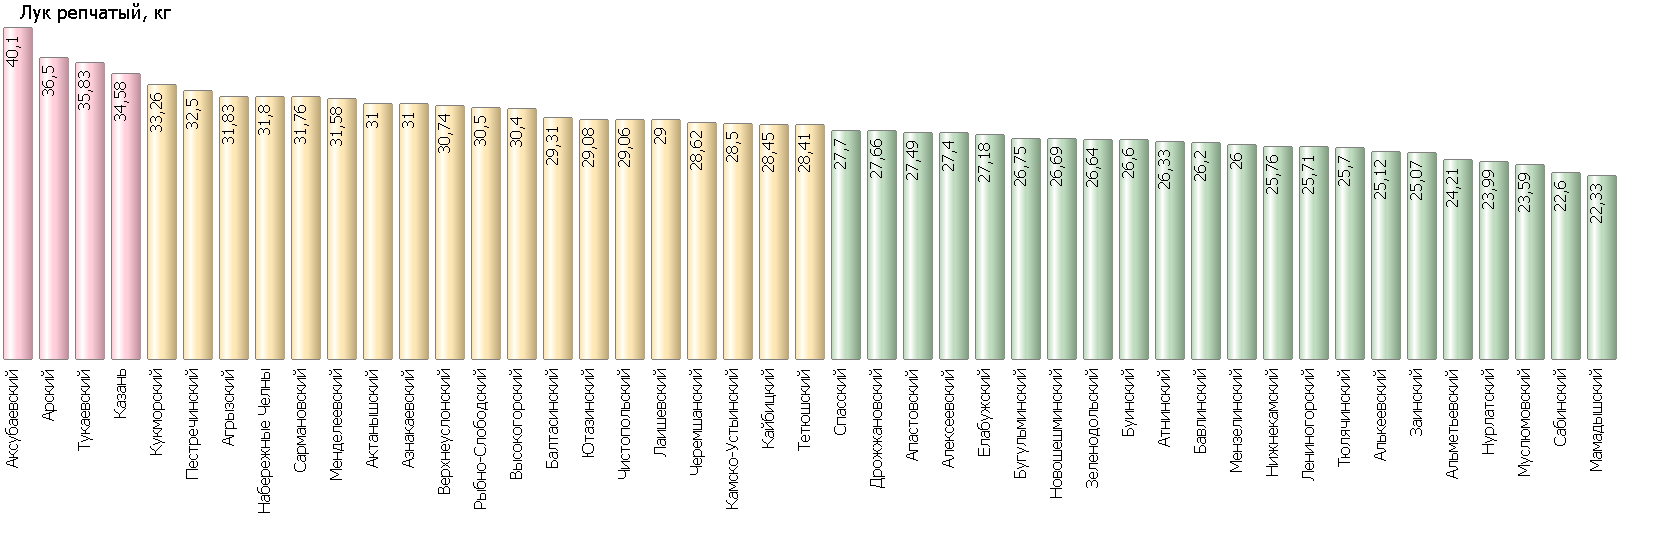 Лук репчатый, кг
40,1
36,5
35,83
34,58
33,26
32,5
31,83
31,8
31,76
31,58
31
31
30,74
30,5
30,4
29,31
29,08
29,06
29
28,62
28,5
28,45
28,41
27,7
27,66
27,49
27,4
27,18
26,75
26,69
26,64
26,6
26,33
26,2
26
25,76
25,71
25,7
25,12
25,07
24,21
23,99
23,59
22,6
22,33
Аксубаевский
Арский
Тукаевский
Казань
Кукморский
Пестречинский
Агрызский
Набережные Челны
Сармановский
Менделеевский
Актанышский
Азнакаевский
Верхнеуслонский
Рыбно-Слободский
Высокогорский
Балтасинский
Ютазинский
Чистопольский
Лаишевский
Черемшанский
Камско-Устьинский
Кайбицкий
Тетюшский
Спасский
Дрожжановский
Апастовский
Алексеевский
Елабужский
Бугульминский
Новошешминский
Зеленодольский
Буинский
Атнинский
Бавлинский
Мензелинский
Нижнекамский
Лениногорский
Тюлячинский
Алькеевский
Заинский
Альметьевский
Нурлатский
Муслюмовский
Сабинский
Мамадышский